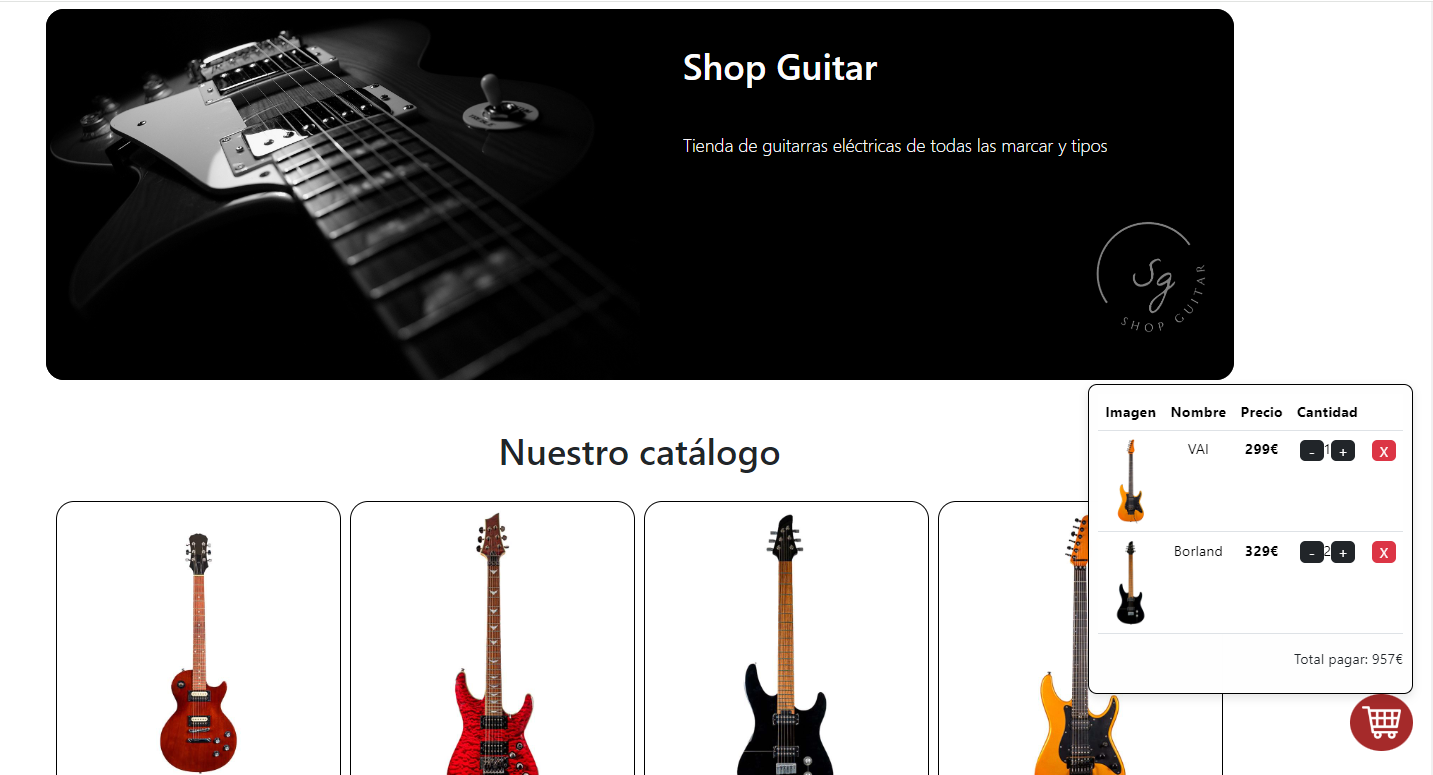 Shop Guitar
Tienda de guitarras eléctricas de todas las marcar y tipos
Sg
SHOP GUITAR
Nuestro catálogo
Imagen Nombre Precio Cantidad
VAI 299€ - 1 + X
Borland 329€ - 2 + X
Total pagar: 957€